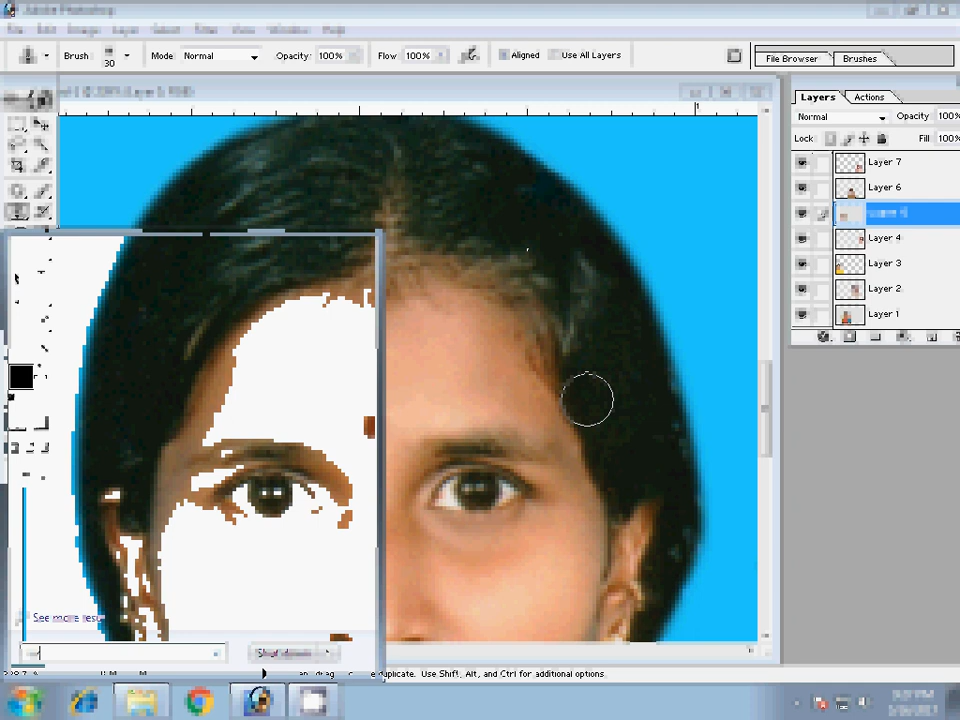 Adobe Photoshop
File Edit Image Layer Select Filter View Window Help
Brush: 30 Mode: Normal Opacity: 100% Flow: 100% Aligned Use All Layers File Browser Brushes
1
Layers Actions
Normal Opacity: 100%
Lock: Fill: 100%
Layer 7
Layer 6
Layer 4
Layer 3
Layer 2
Layer 1
See more
Shut down
duplicate. Use Shift, Alt, and Ctrl for additional options.